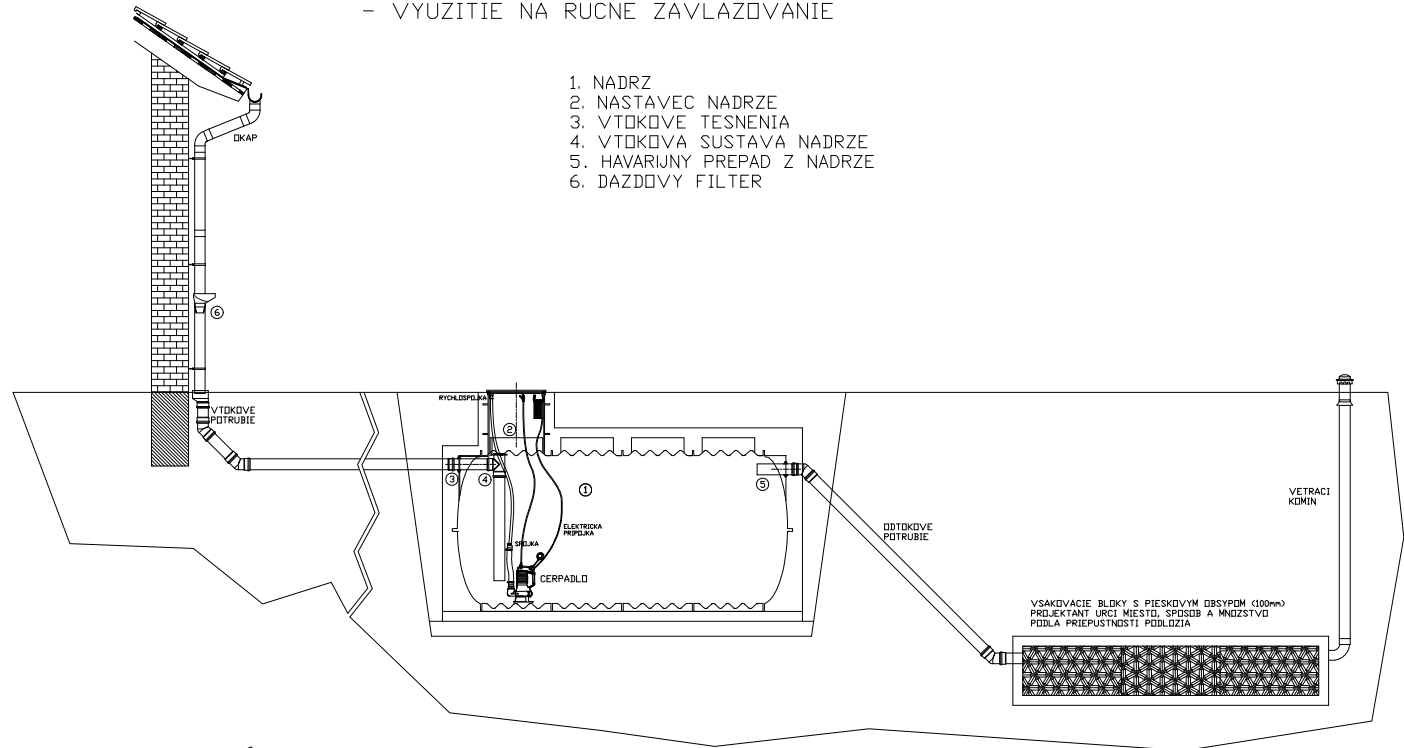 - VYUZITIE NA RUCNE ZAVLAZOVANIE
1. NADRZ
2. NASTAVEC NADRZE
3. VTOKOVE TESNENIA
4. VTOKOVA SUSTAVA NADRZE
5. HAVARIJNY PREPAD Z NADRZE
6. DAZDOVY FILTER
OKAP
6
VTOKOVE
POTRUBIE
RYCHLOSPOJKA
2
3
4
1
5
ELEKTRICKA
PRIPOJKA
SPOJKA
CERPADLO
ODTOKOVE
POTRUBIE
VETRACI
KOMIN
VSAKOVACIE BLOKY S PIESKOVYM OBSYPOM (100mm)
PROJEKTANT URCI MIESTO, SPOSOB A MNOZSTVO
PODLA PRIEPUSTNOSTI PODLOZIA